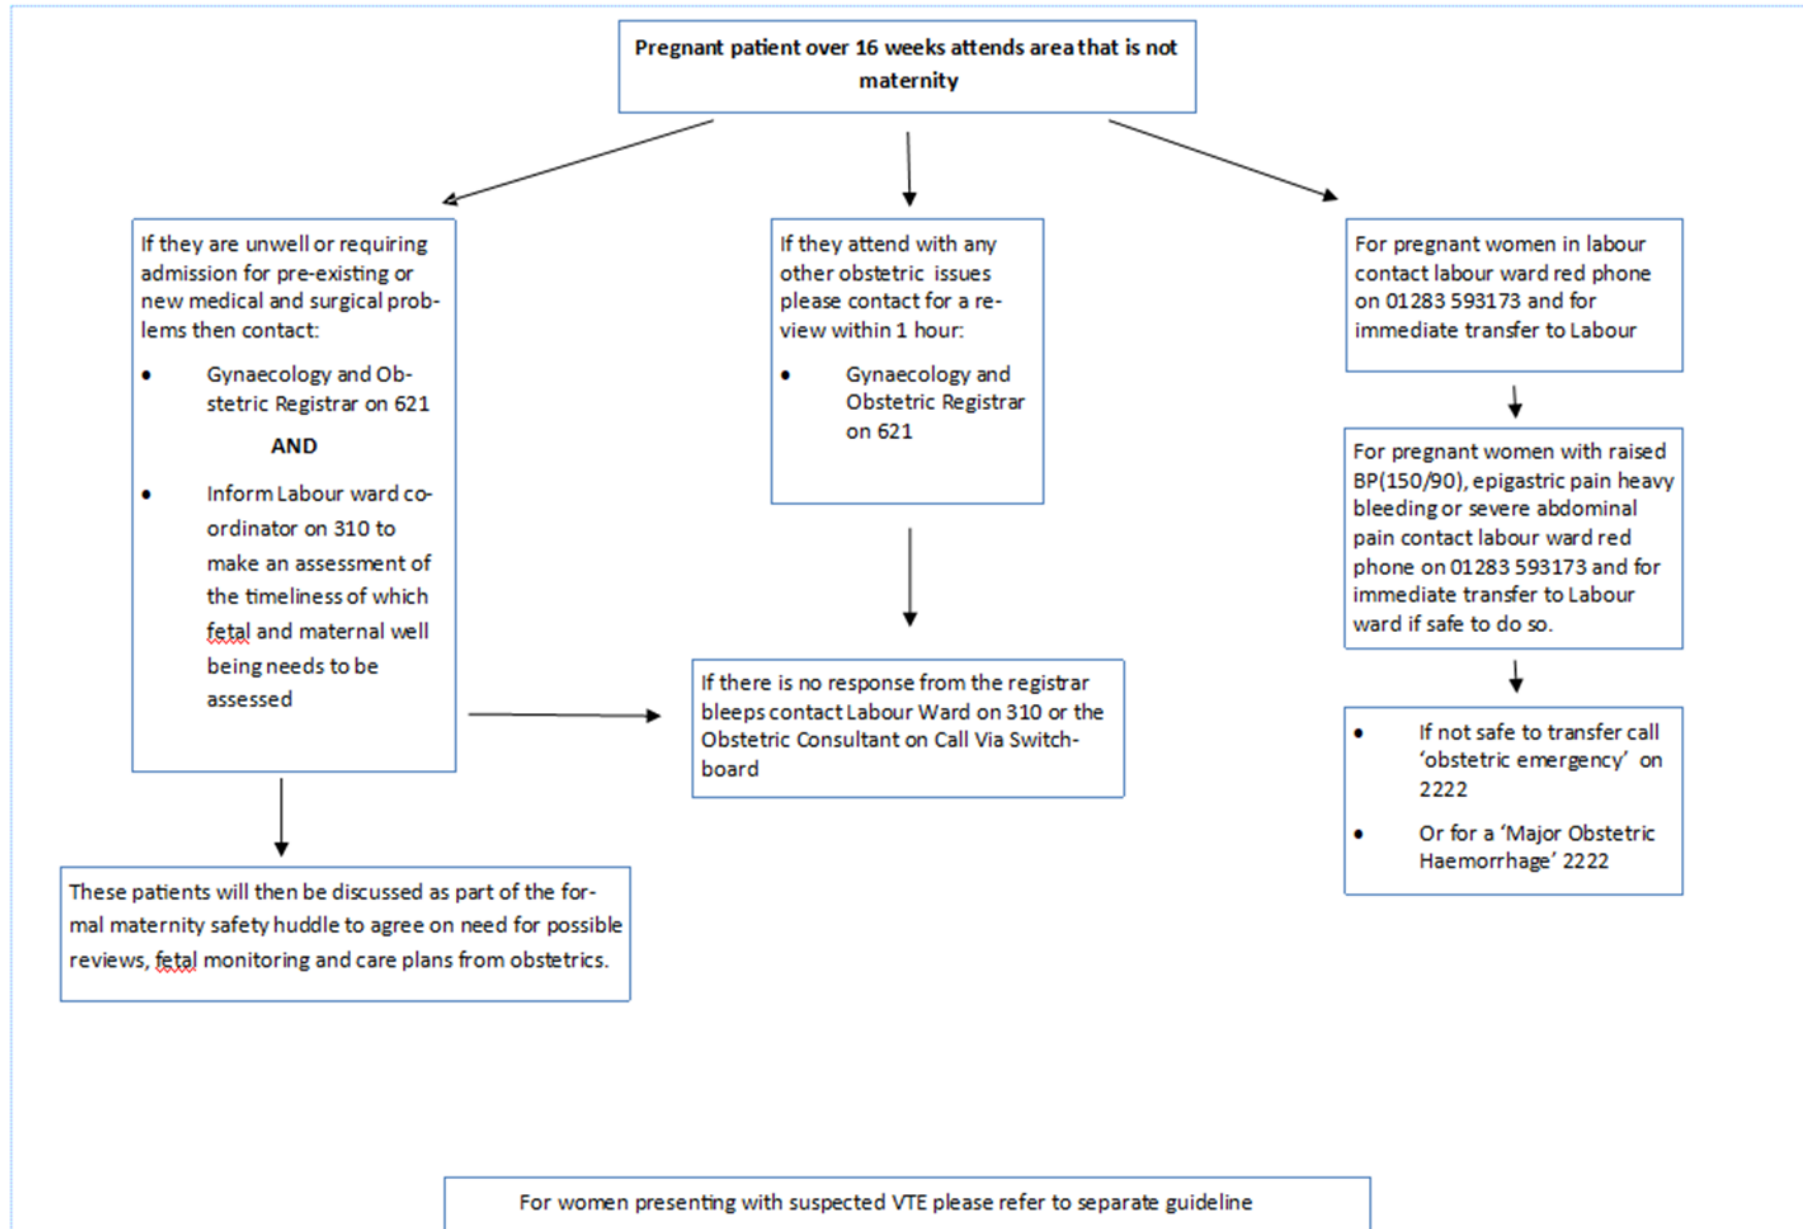 Pregnant patient over 16 weeks attends area that is not
maternity
If they are unwell or requiring
admission for pre-existing or
new medical and surgical prob-
lems then contact:
• Gynaecology and Ob-
stetric Registrar on 621
AND
• Inform Labour ward co-
ordinator on 310 to
make an assessment of
the timeliness of which
fetal and maternal well
being needs to be
assessed
These patients will then be discussed as part of the for-
mal maternity safety huddle to agree on need for possible
reviews, fetal monitoring and care plans from obstetrics.
If they attend with any
other obstetric issues
please contact for a re-
view within 1 hour:
• Gynaecology and
Obstetric Registrar
on 621
If there is no response from the registrar
bleeps contact Labour Ward on 310 or the
Obstetric Consultant on Call Via Switch-
board
For pregnant women in labour
contact labour ward red phone
on 01283 593173 and for
immediate transfer to Labour
For pregnant women with raised
BP(150/90), epigastric pain heavy
bleeding or severe abdominal
pain contact labour ward red
phone on 01283 593173 and for
immediate transfer to Labour
ward if safe to do so.
• If not safe to transfer call
‘obstetric emergency’ on
2222
• Or for a ‘Major Obstetric
Haemorrhage’ 2222
For women presenting with suspected VTE please refer to separate guideline